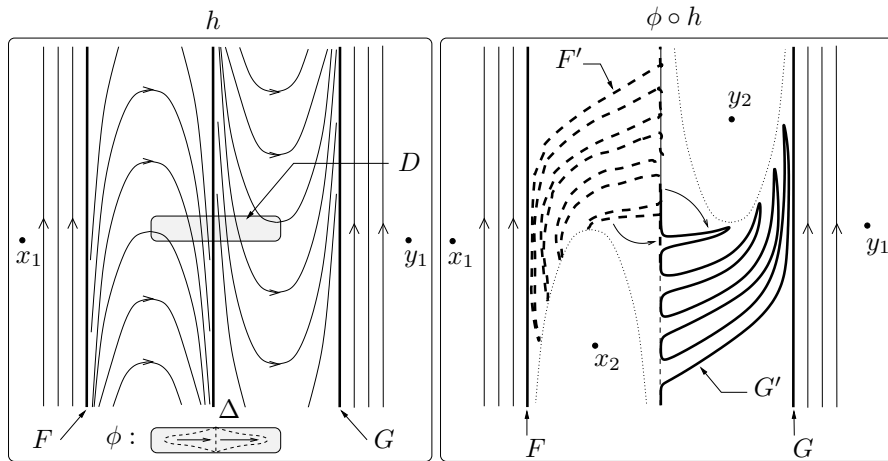 h
φ ∘ h
F′
y₂
D
x₁
y₁
x₁
y₁
x₂
Δ
G′
F
φ :
G
F
G